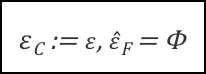 ε_C := ε, ε̂_F = Φ